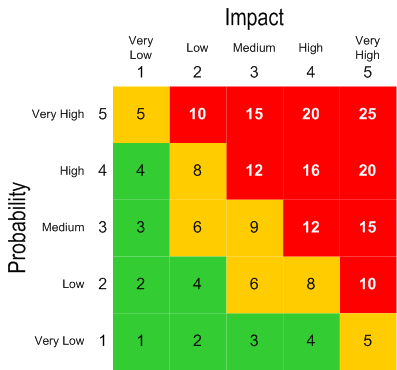 Impact
Very Low Low Medium High Very High
1 2 3 4 5
Probability
Very High 5 5 10 15 20 25
High 4 4 8 12 16 20
Medium 3 3 6 9 12 15
Low 2 2 4 6 8 10
Very Low 1 1 2 3 4 5